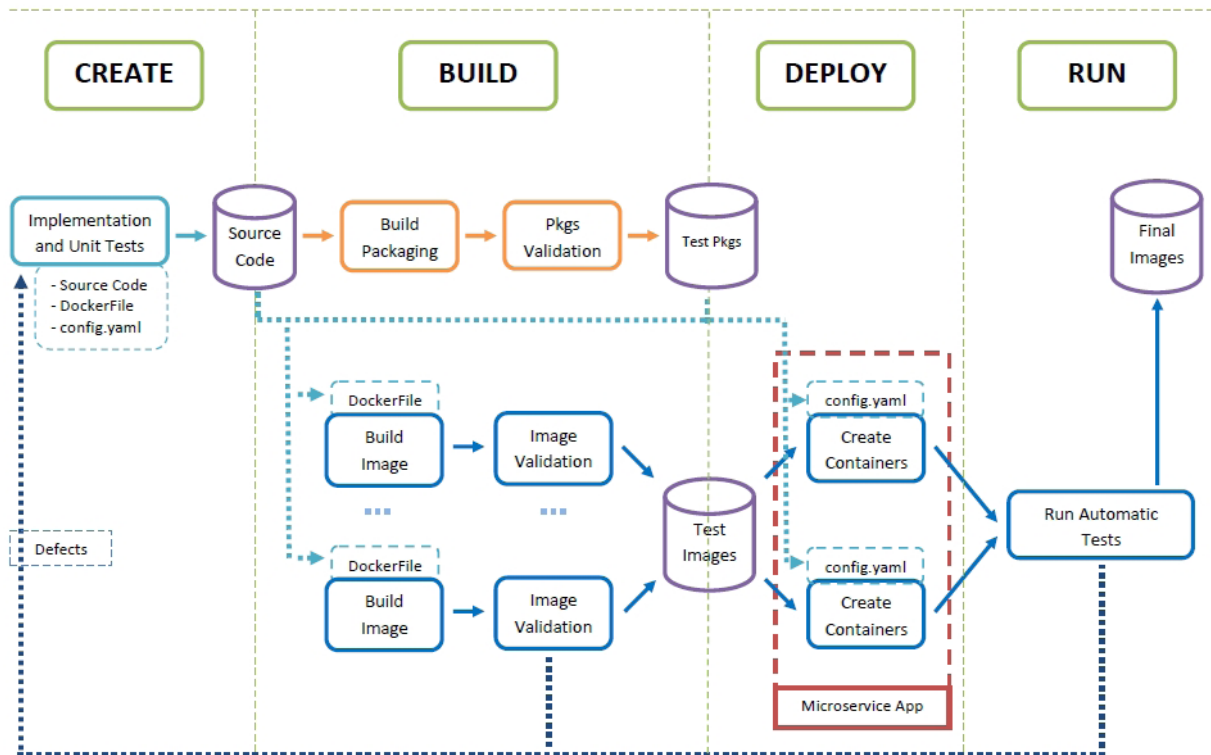 CREATE
BUILD
DEPLOY
RUN
Implementation
and Unit Tests
- Source Code
- DockerFile
- config.yaml
Source
Code
Build
Packaging
Pkgs
Validation
Test Pkgs
Final
Images
DockerFile
Build
Image
Image
Validation
...
...
config.yaml
Create
Containers
Test
Images
Run Automatic
Tests
Defects
DockerFile
Build
Image
Image
Validation
config.yaml
Create
Containers
Microservice App